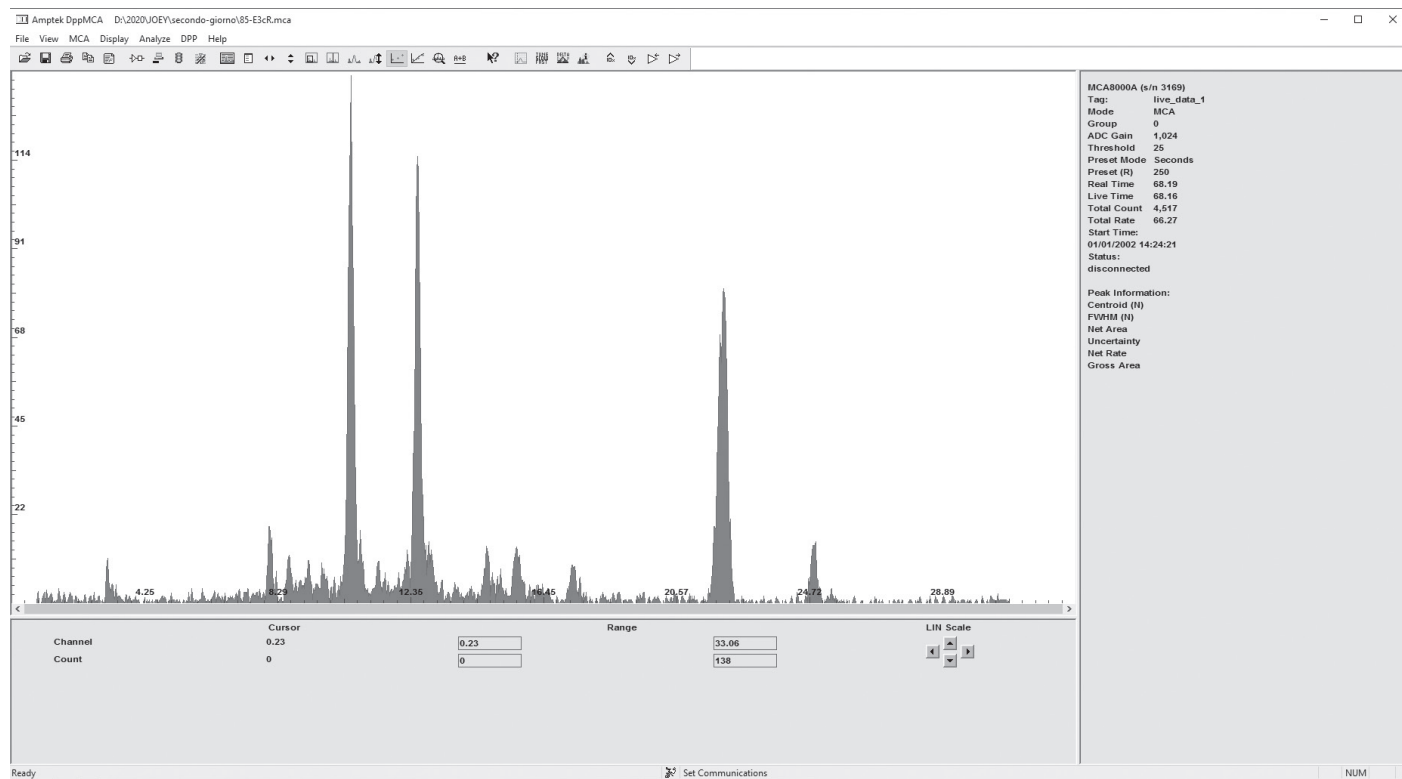 Amptek DppMCA D:\2020\JOEY\secondo-giorno\85-E3cR.mca
File View MCA Display Analyze DPP Help
A+B
114
91
68
45
22
4.25 8.29 12.35 16.45 20.57 24.72 28.89
MCA8000A (s/n 3169)
Tag: live_data_1
Mode MCA
Group 0
ADC Gain 1,024
Threshold 25
Preset Mode Seconds
Preset (R) 250
Real Time 68.19
Live Time 68.16
Total Count 4,517
Total Rate 66.27
Start Time:
01/01/2002 14:24:21
Status:
disconnected
Peak Information:
Centroid (N)
FWHM (N)
Net Area
Uncertainty
Net Rate
Gross Area
Cursor Range LIN Scale
Channel 0.23 0.23 33.06
Count 0 0 138
Ready Set Communications NUM